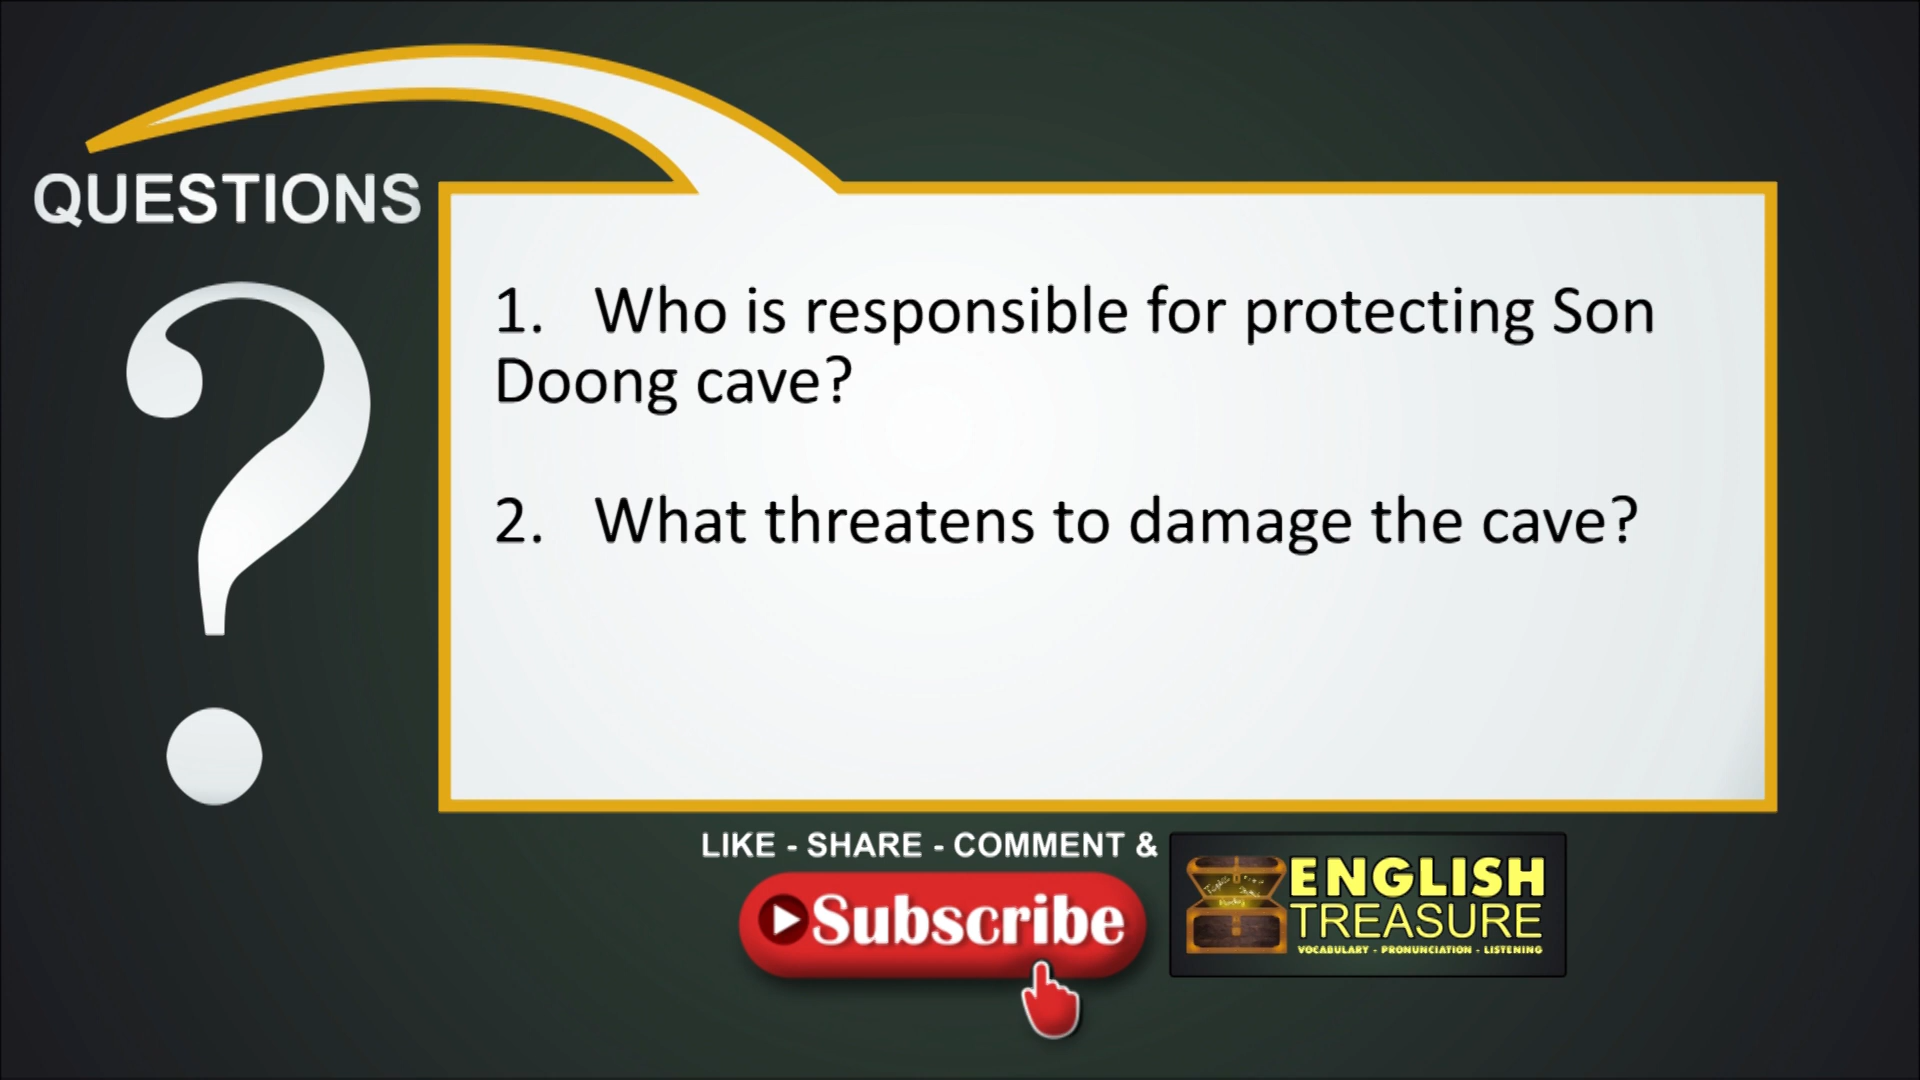 QUESTIONS
?
1. Who is responsible for protecting Son
Doong cave?
2. What threatens to damage the cave?
LIKE - SHARE - COMMENT &
Subscribe
ENGLISH
TREASURE
VOCABULARY - PRONUNCIATION - LISTENING